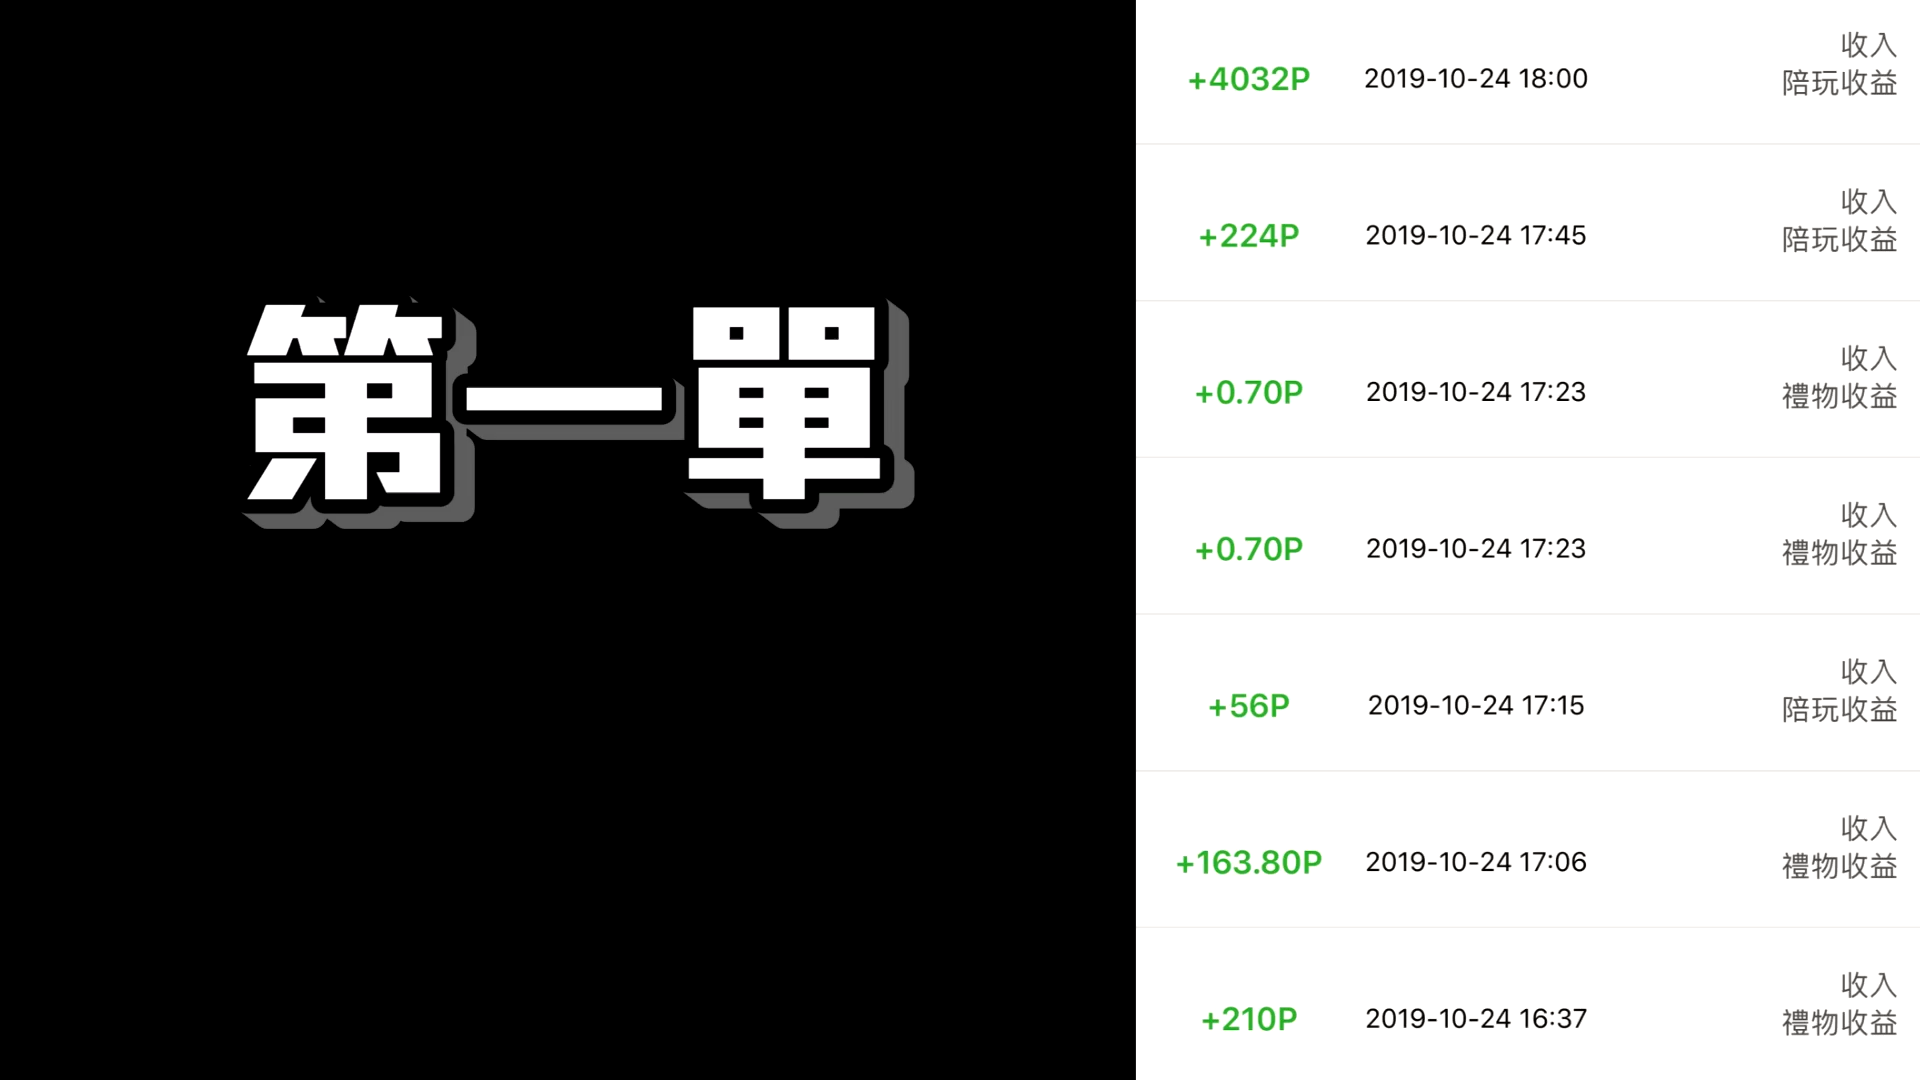 第一單
收入
+4032P 2019-10-24 18:00 陪玩收益
收入
+224P 2019-10-24 17:45 陪玩收益
收入
+0.70P 2019-10-24 17:23 禮物收益
收入
+0.70P 2019-10-24 17:23 禮物收益
收入
+56P 2019-10-24 17:15 陪玩收益
收入
+163.80P 2019-10-24 17:06 禮物收益
收入
+210P 2019-10-24 16:37 禮物收益